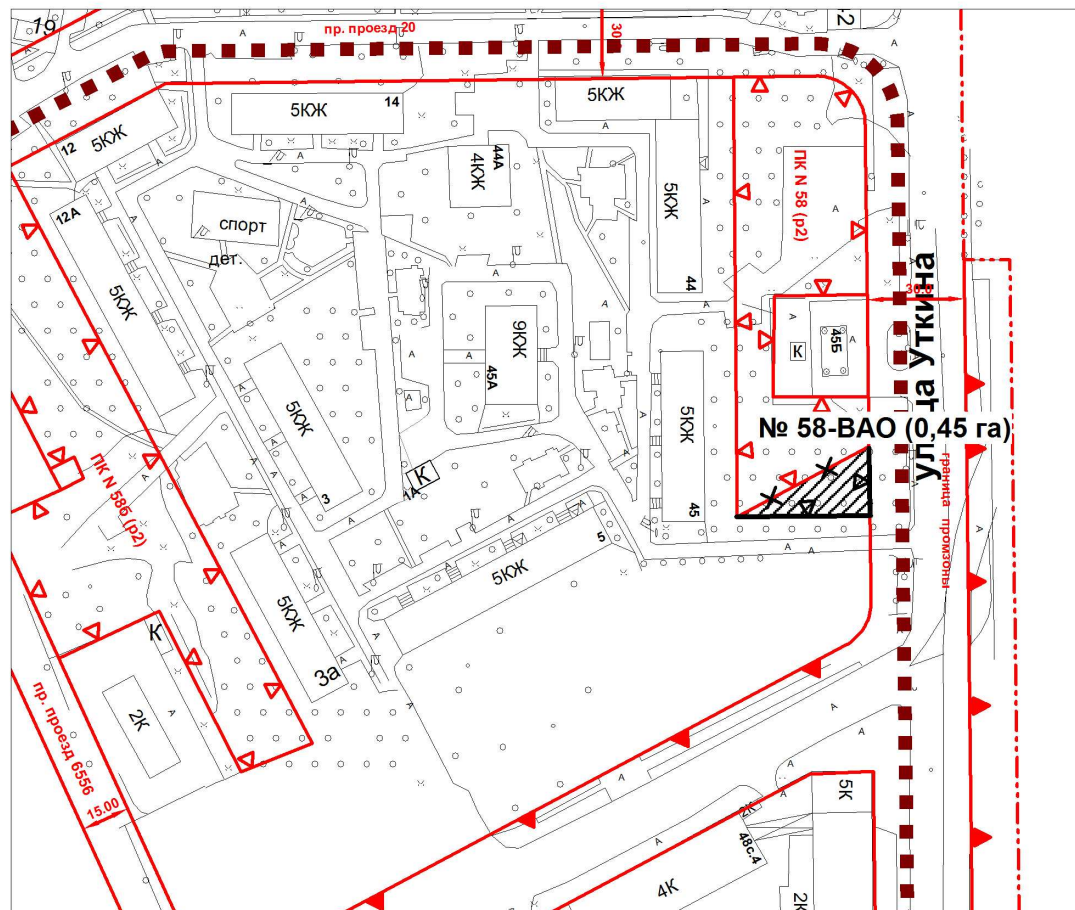 19
пр. проезд 20
30
42
5КЖ
14
5КЖ
12
5КЖ
44А
4КЖ
5КЖ
44
ПК N 58 (р2)
12А
спорт
дет.
5КЖ
9КЖ
45А
30.0
улица Уткина
45Б
К
№ 58-ВАО (0,45 га)
5КЖ
45
5КЖ
3
К
1А
ПК N 58б (р2)
граница промзоны
5
5КЖ
5КЖ
3а
К
2К
пр. проезд 6556
15.00
5К
2К
48с.4
4К
2К